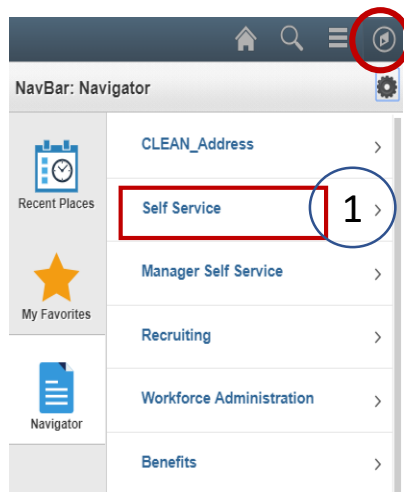 NavBar: Navigator
CLEAN_Address
Recent Places
Self Service
1
Manager Self Service
My Favorites
Recruiting
Workforce Administration
Navigator
Benefits